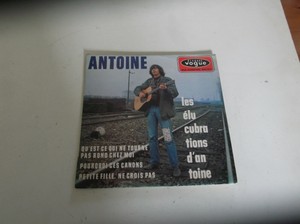 ANTOINE
vogue
les
élu
cubra
tions
d'an
toine
QU'EST-CE QUI NE TOURNE
PAS ROND CHEZ MOI
POURQUOI CES CANONS
PETITE FILLE, NE CROIS PAS